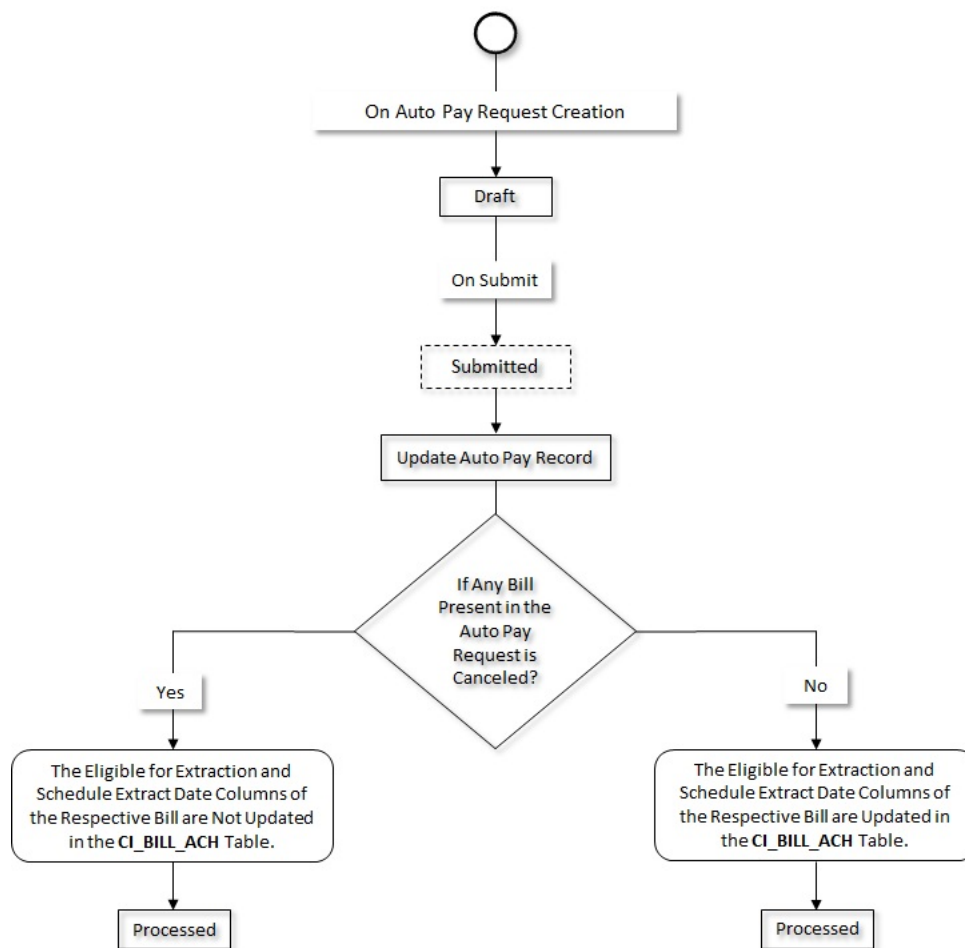 On Auto Pay Request Creation
Draft
On Submit
Submitted
Update Auto Pay Record
If Any Bill
Present in the
Auto Pay
Request is
Canceled?
Yes
No
The Eligible for Extraction and
Schedule Extract Date Columns of
the Respective Bill are Not Updated
in the CI_BILL_ACH Table.
The Eligible for Extraction and
Schedule Extract Date Columns of
the Respective Bill are Updated in
the CI_BILL_ACH Table.
Processed
Processed